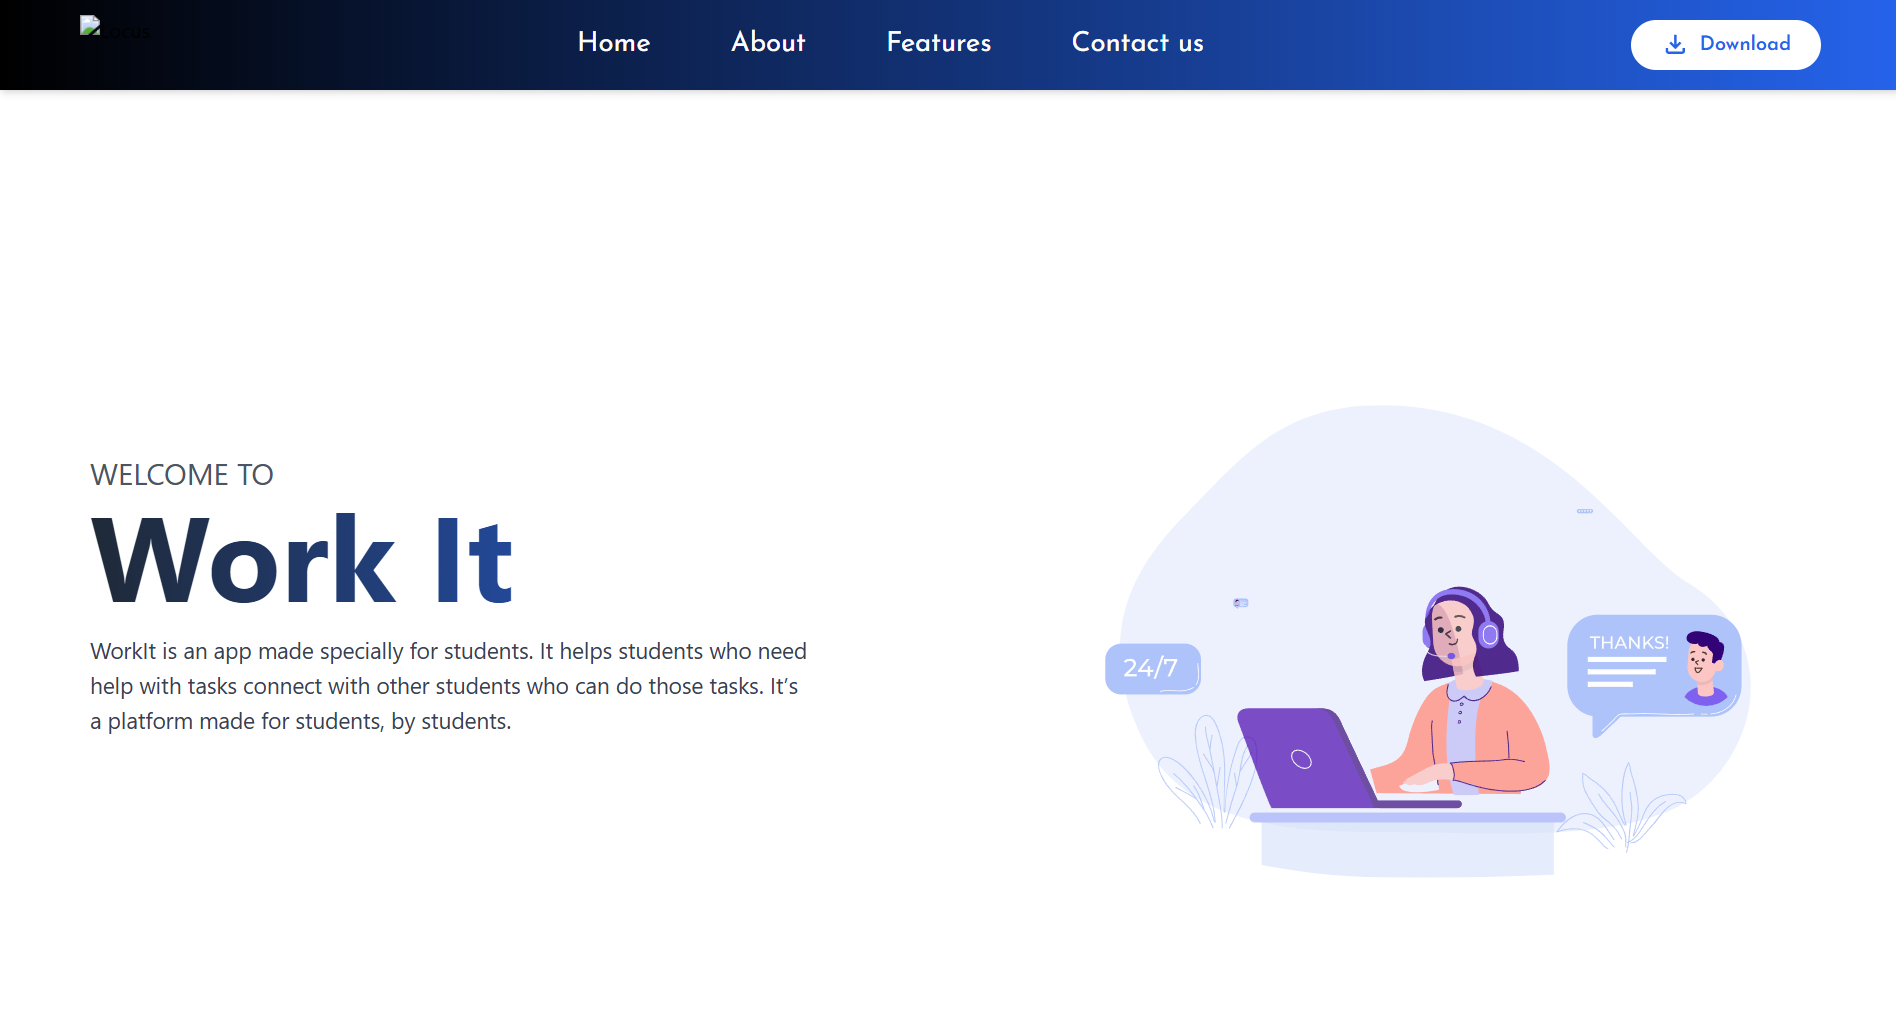 Locus
Home
About
Features
Contact us
Download
WELCOME TO
Work It
WorkIt is an app made specially for students. It helps students who need
help with tasks connect with other students who can do those tasks. It’s
a platform made for students, by students.
24/7
THANKS!